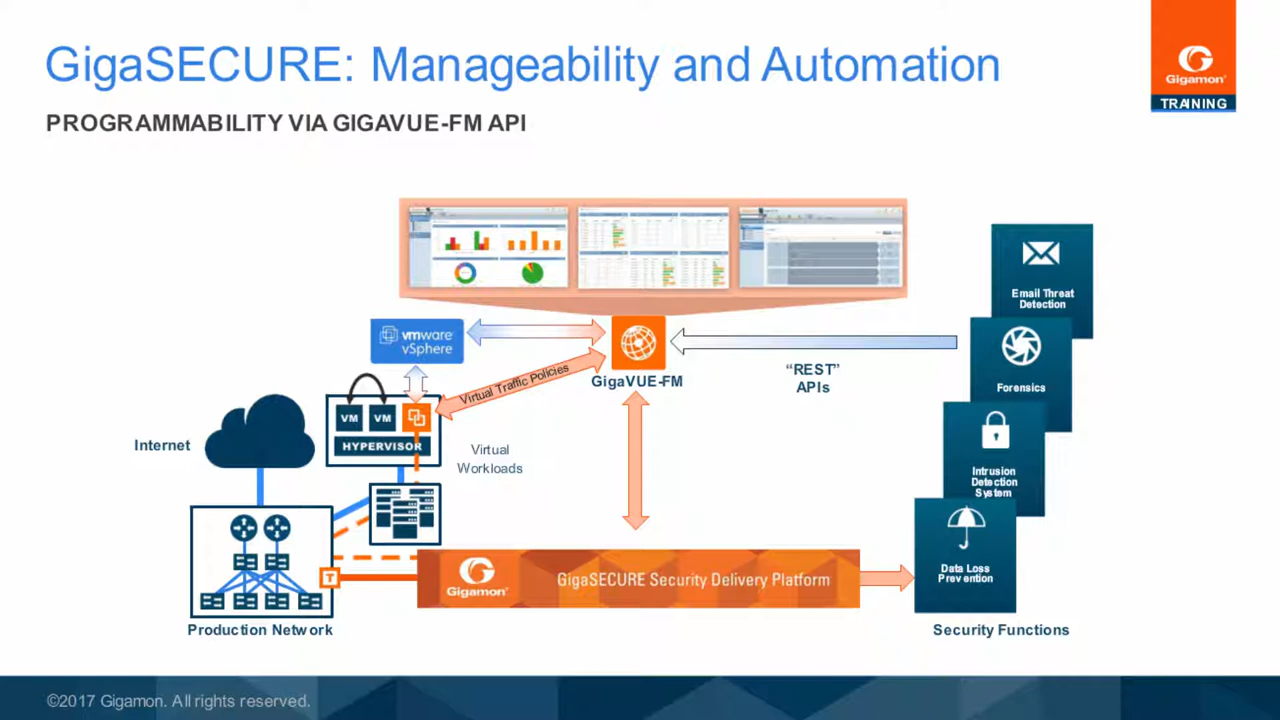 GigaSECURE: Manageability and Automation
Gigamon®
TRAINING
PROGRAMMABILITY VIA GIGAVUE-FM API
Email Threat
Detection
vmware
vSphere
GigaVUE-FM
"REST"
APIs
Forensics
Virtual Traffic Policies
VM
VM
HYPERVISOR
Internet
Virtual
Workloads
Intrusion
Detection
System
T
Gigamon®
GigaSECURE Security Delivery Platform
Data Loss
Prevention
Production Network
Security Functions
©2017 Gigamon. All rights reserved.